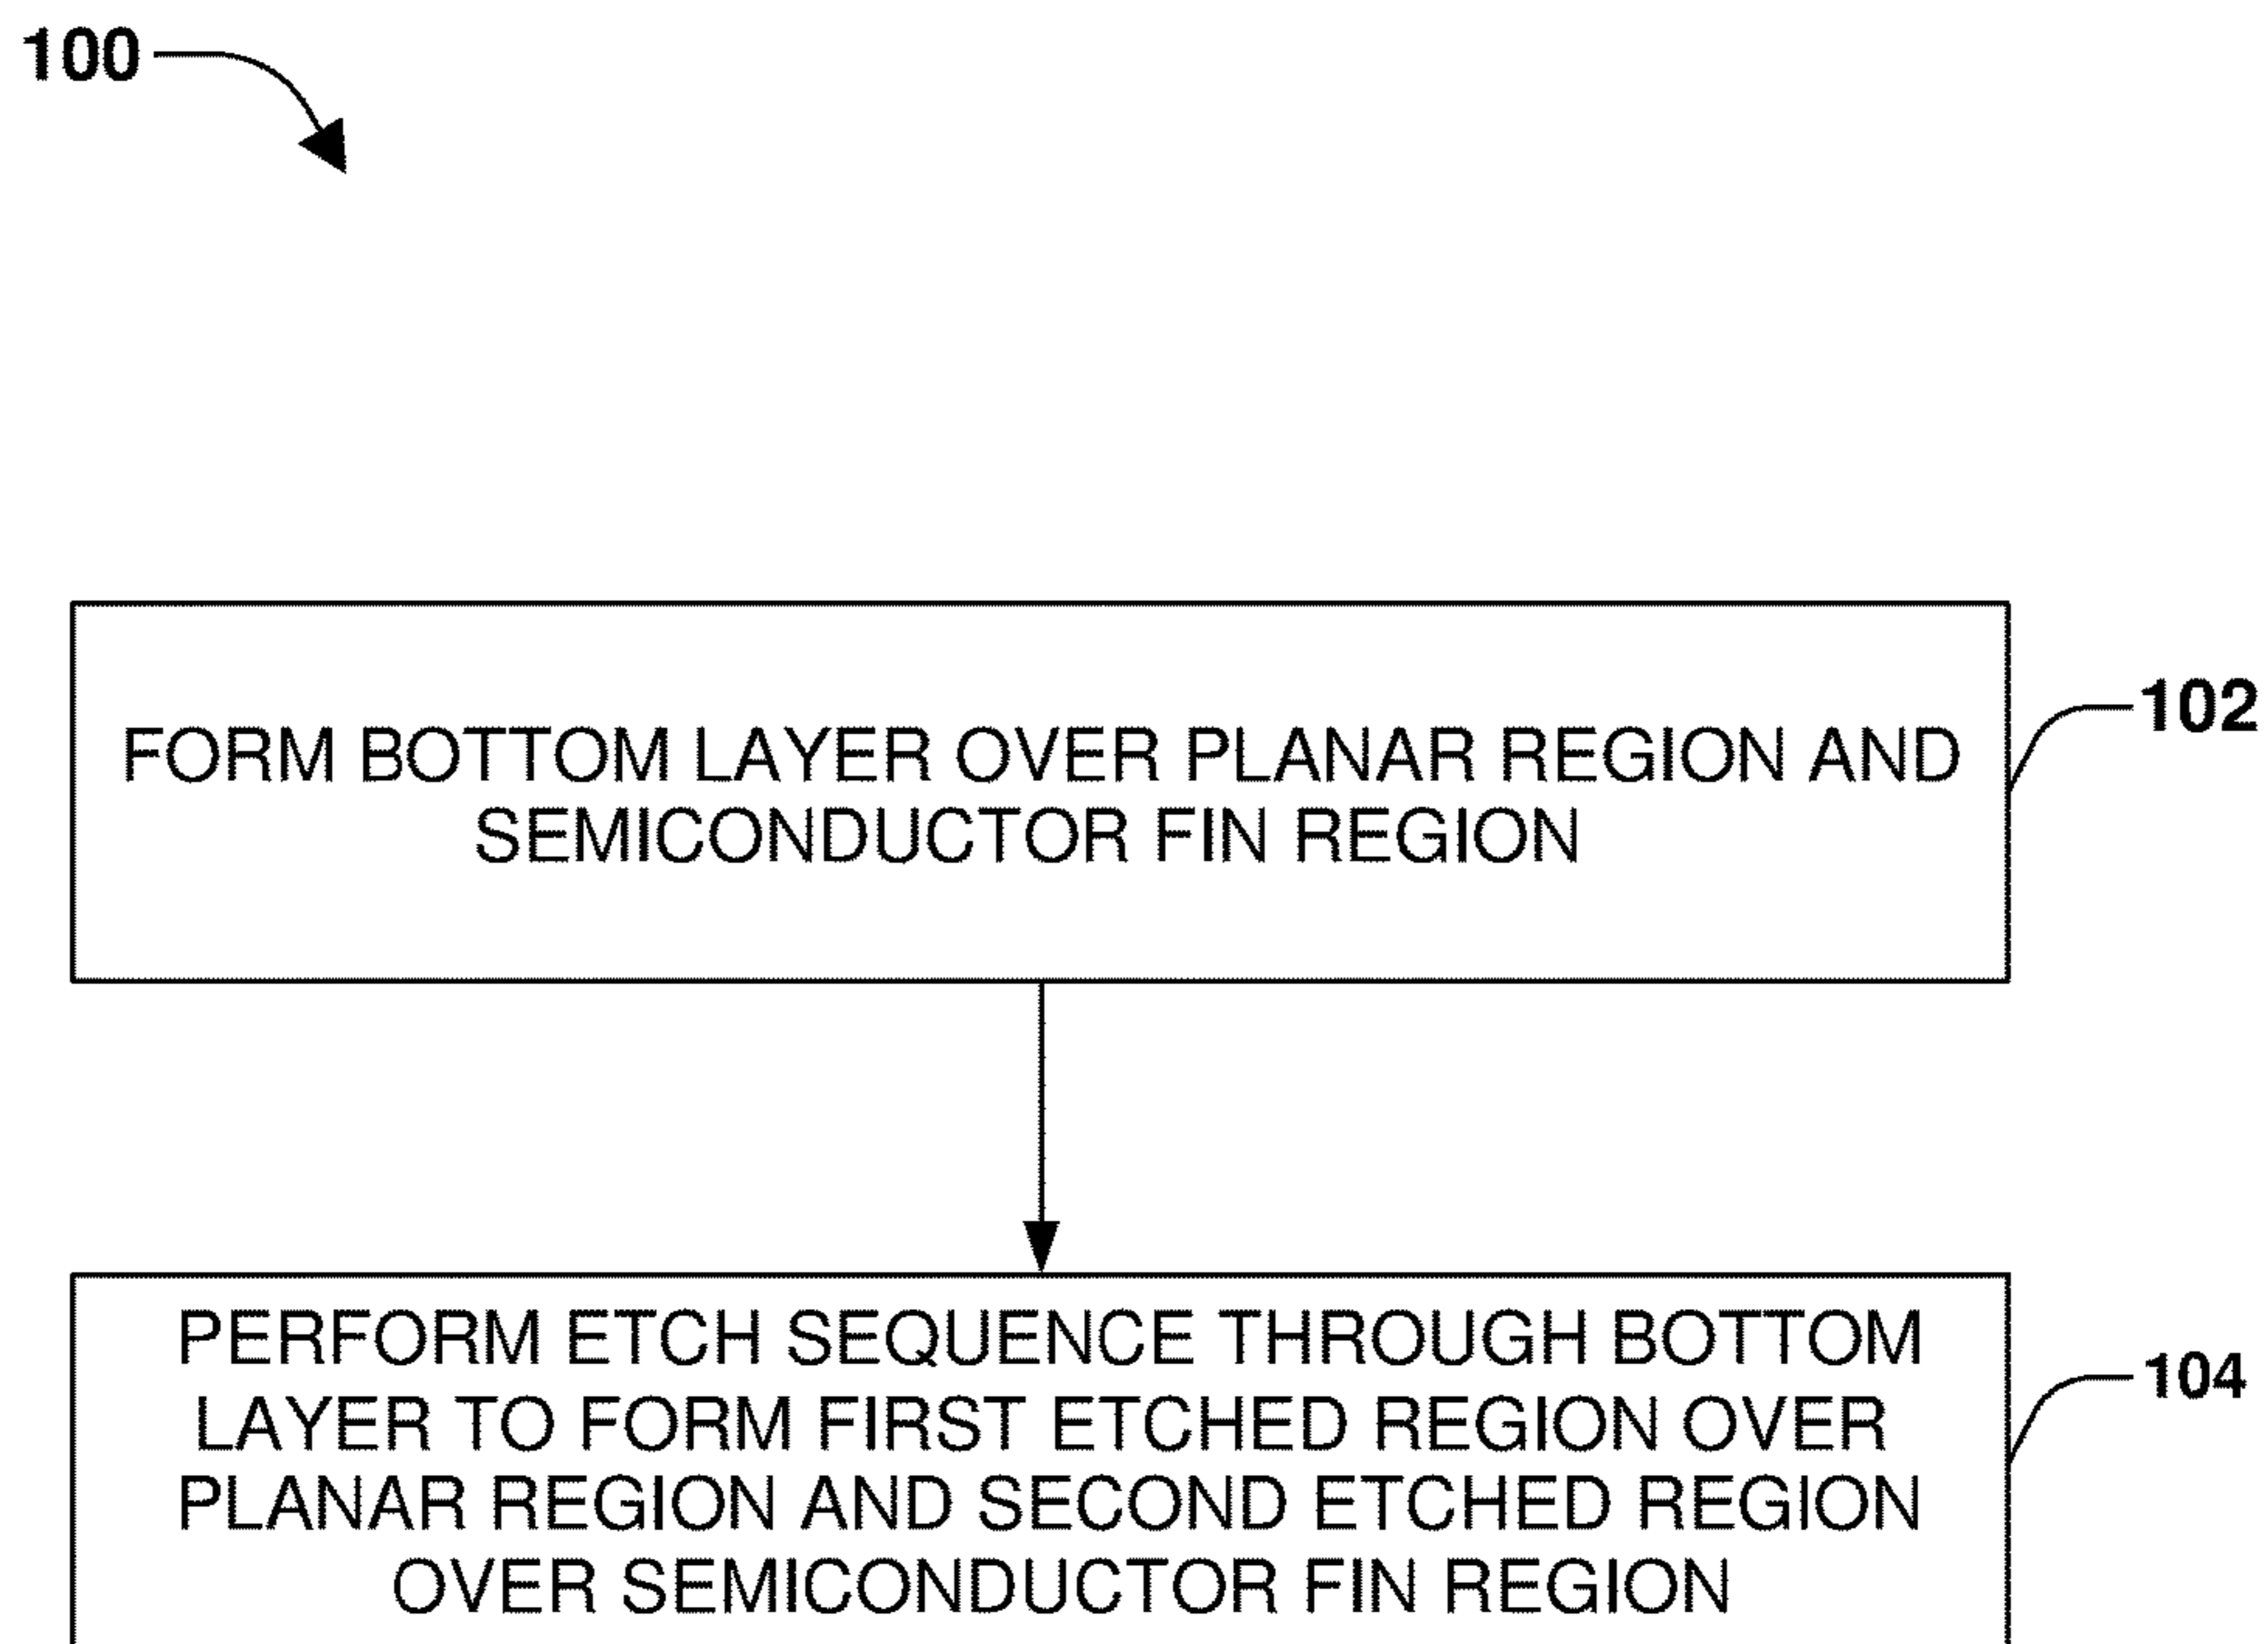 100
FORM BOTTOM LAYER OVER PLANAR REGION AND
SEMICONDUCTOR FIN REGION
102
PERFORM ETCH SEQUENCE THROUGH BOTTOM
LAYER TO FORM FIRST ETCHED REGION OVER
PLANAR REGION AND SECOND ETCHED REGION
OVER SEMICONDUCTOR FIN REGION
104